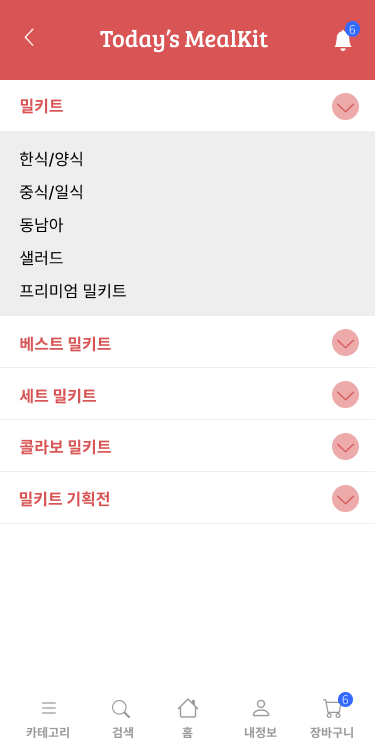 Today’s MealKit
6
밀키트
한식/양식
중식/일식
동남아
샐러드
프리미엄 밀키트
베스트 밀키트
세트 밀키트
콜라보 밀키트
밀키트 기획전
6
카테고리 검색 홈 내정보 장바구니